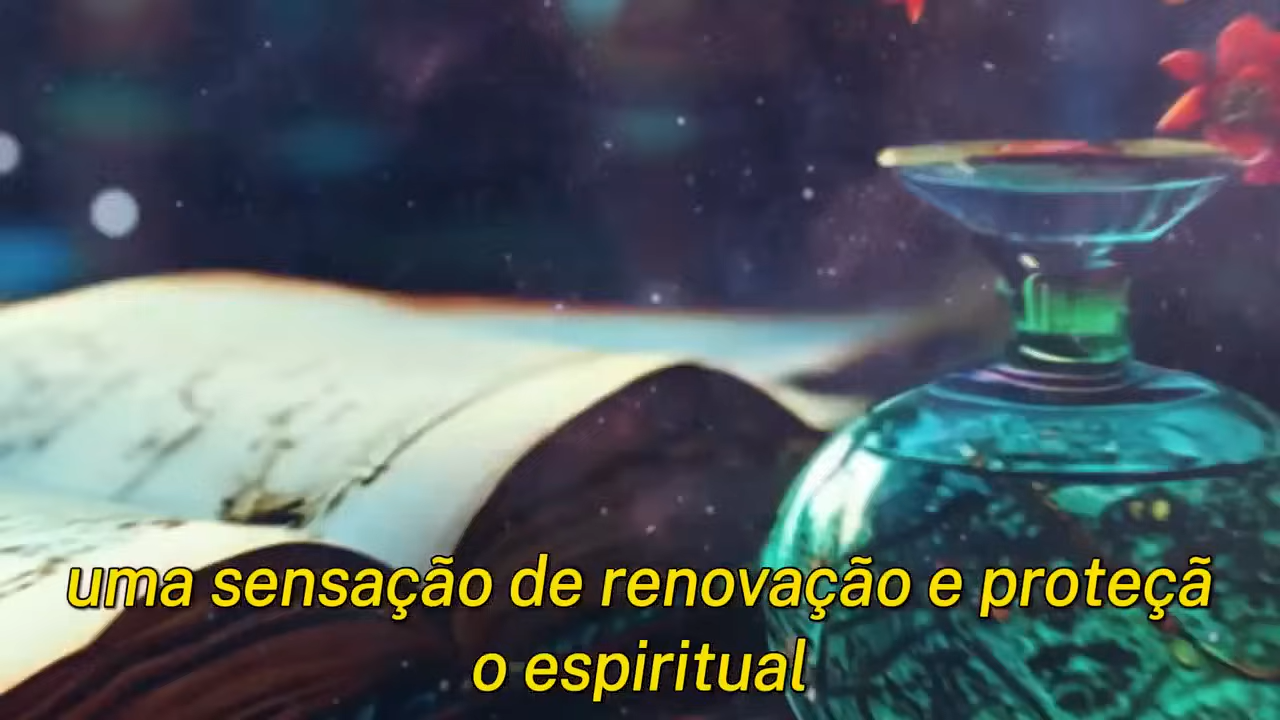 uma sensação de renovação e proteçã
o espiritual